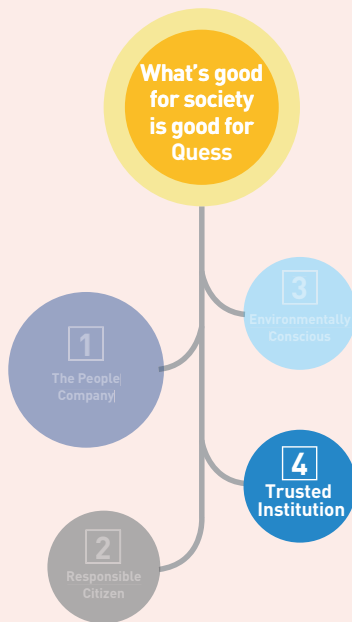 What's good
for society
is good for
Quess
1
The People
Company
2
Responsible
Citizen
3
Environmentally
Conscious
4
Trusted
Institution